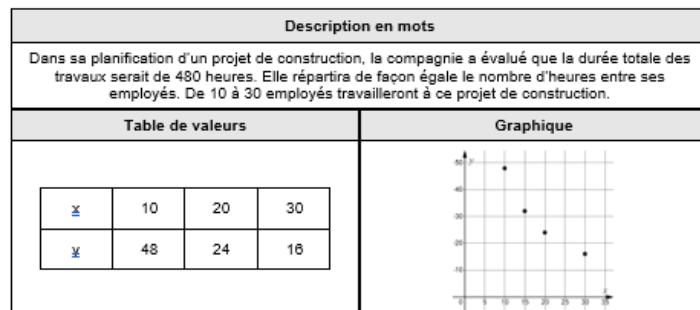 Description en mots
Dans sa planification d'un projet de construction, la compagnie a évalué que la durée totale des
travaux serait de 480 heures. Elle répartira de façon égale le nombre d'heures entre ses
employés. De 10 à 30 employés travailleront à ce projet de construction.
Table de valeurs
Graphique
x 10 20 30
y 48 24 16
y
50
40
30
20
10
x
0 5 10 15 20 25 30 35